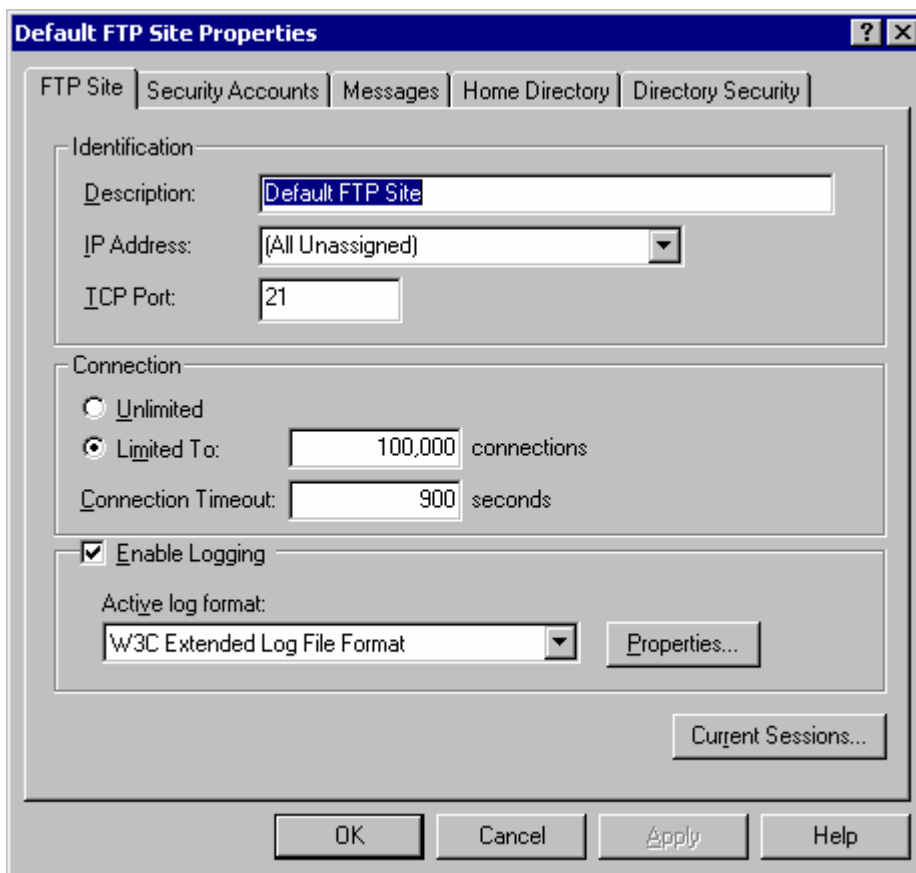 Default FTP Site Properties
FTP Site Security Accounts Messages Home Directory Directory Security
Identification
Description: Default FTP Site
IP Address: (All Unassigned)
TCP Port: 21
Connection
Unlimited
Limited To: 100,000 connections
Connection Timeout: 900 seconds
Enable Logging
Active log format:
W3C Extended Log File Format Properties...
Current Sessions...
OK Cancel Apply Help